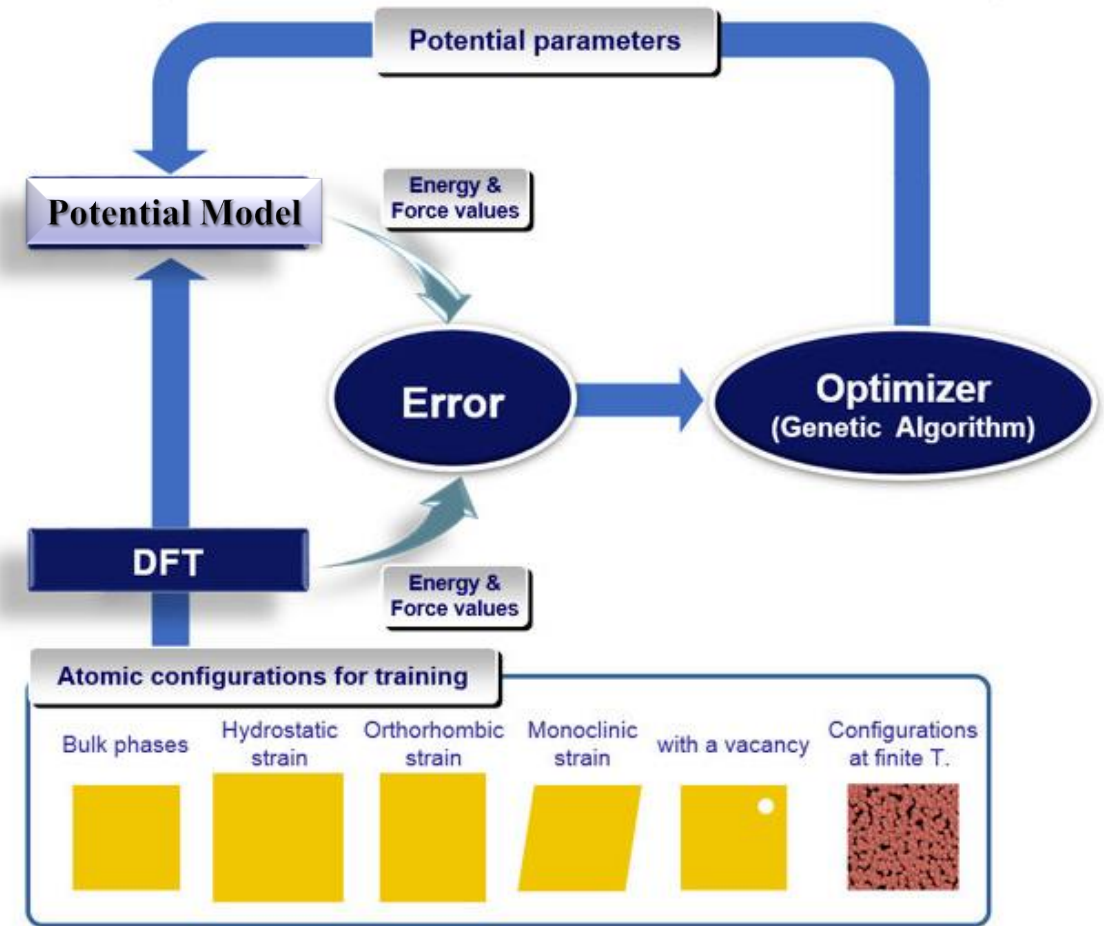 Potential parameters
Potential Model
Energy &
Force values
Error
Optimizer
(Genetic Algorithm)
DFT
Energy &
Force values
Atomic configurations for training
Bulk phases
Hydrostatic
strain
Orthorhombic
strain
Monoclinic
strain
with a vacancy
Configurations
at finite T.